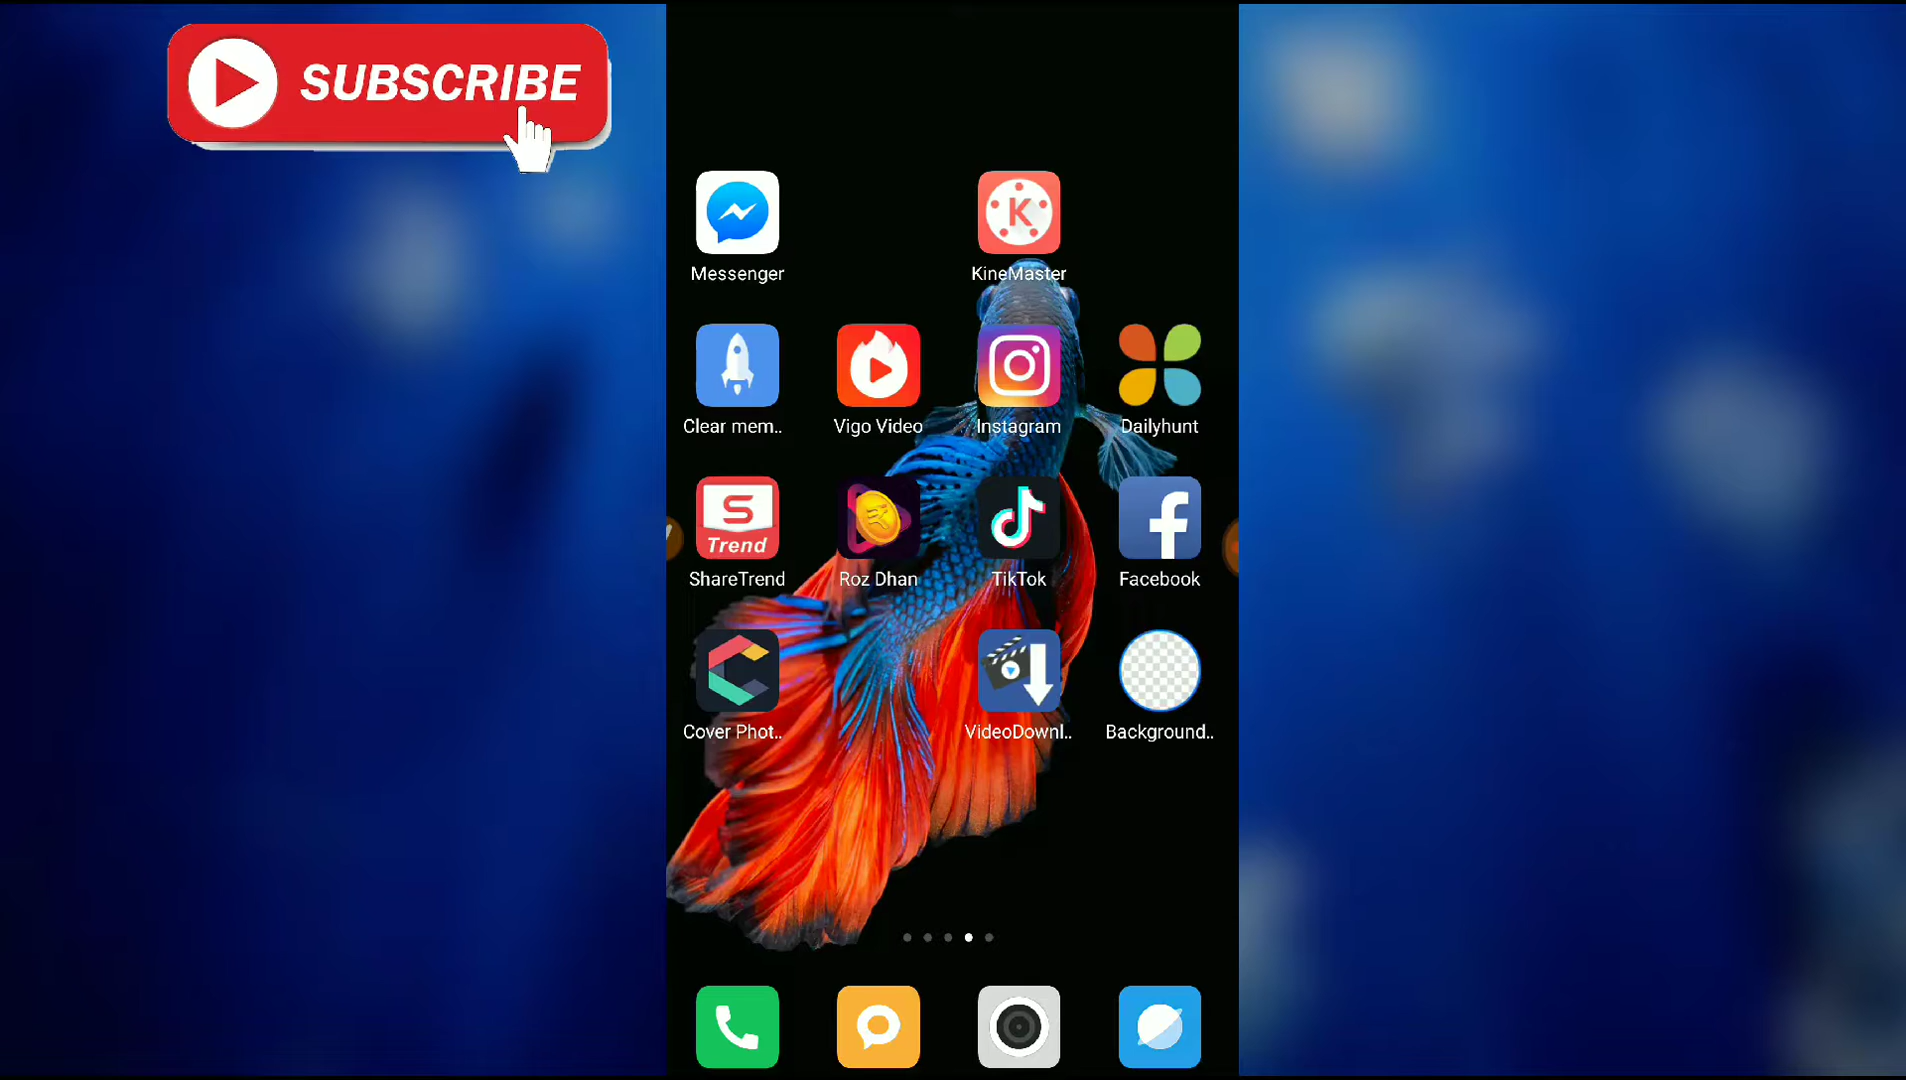 SUBSCRIBE
K
Messenger KineMaster
Clear mem.. Vigo Video Instagram Dailyhunt
S
Trend
ShareTrend Roz Dhan TikTok Facebook
Cover Phot.. VideoDownl.. Background..